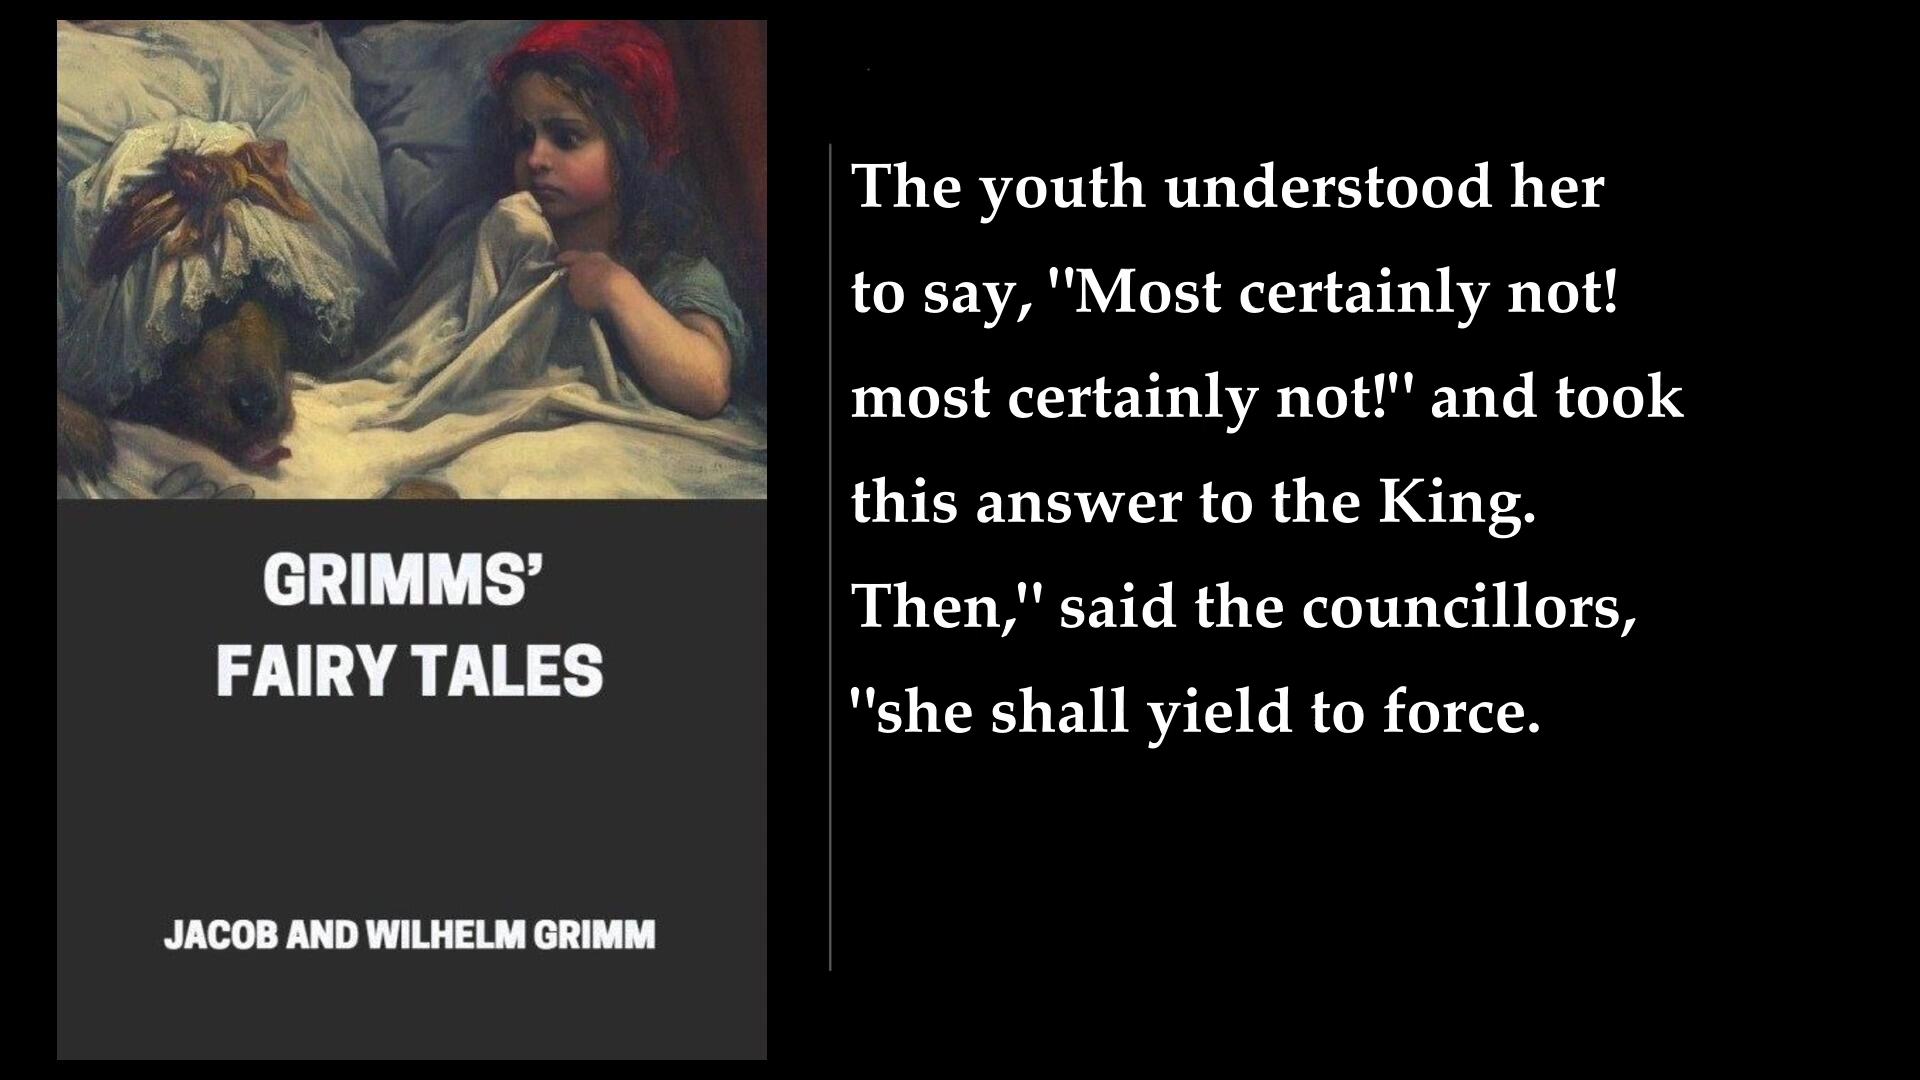 GRIMMS’
FAIRY TALES
JACOB AND WILHELM GRIMM
The youth understood her
to say, "Most certainly not!
most certainly not!"' and took
this answer to the King.
Then," said the councillors,
"she shall yield to force.